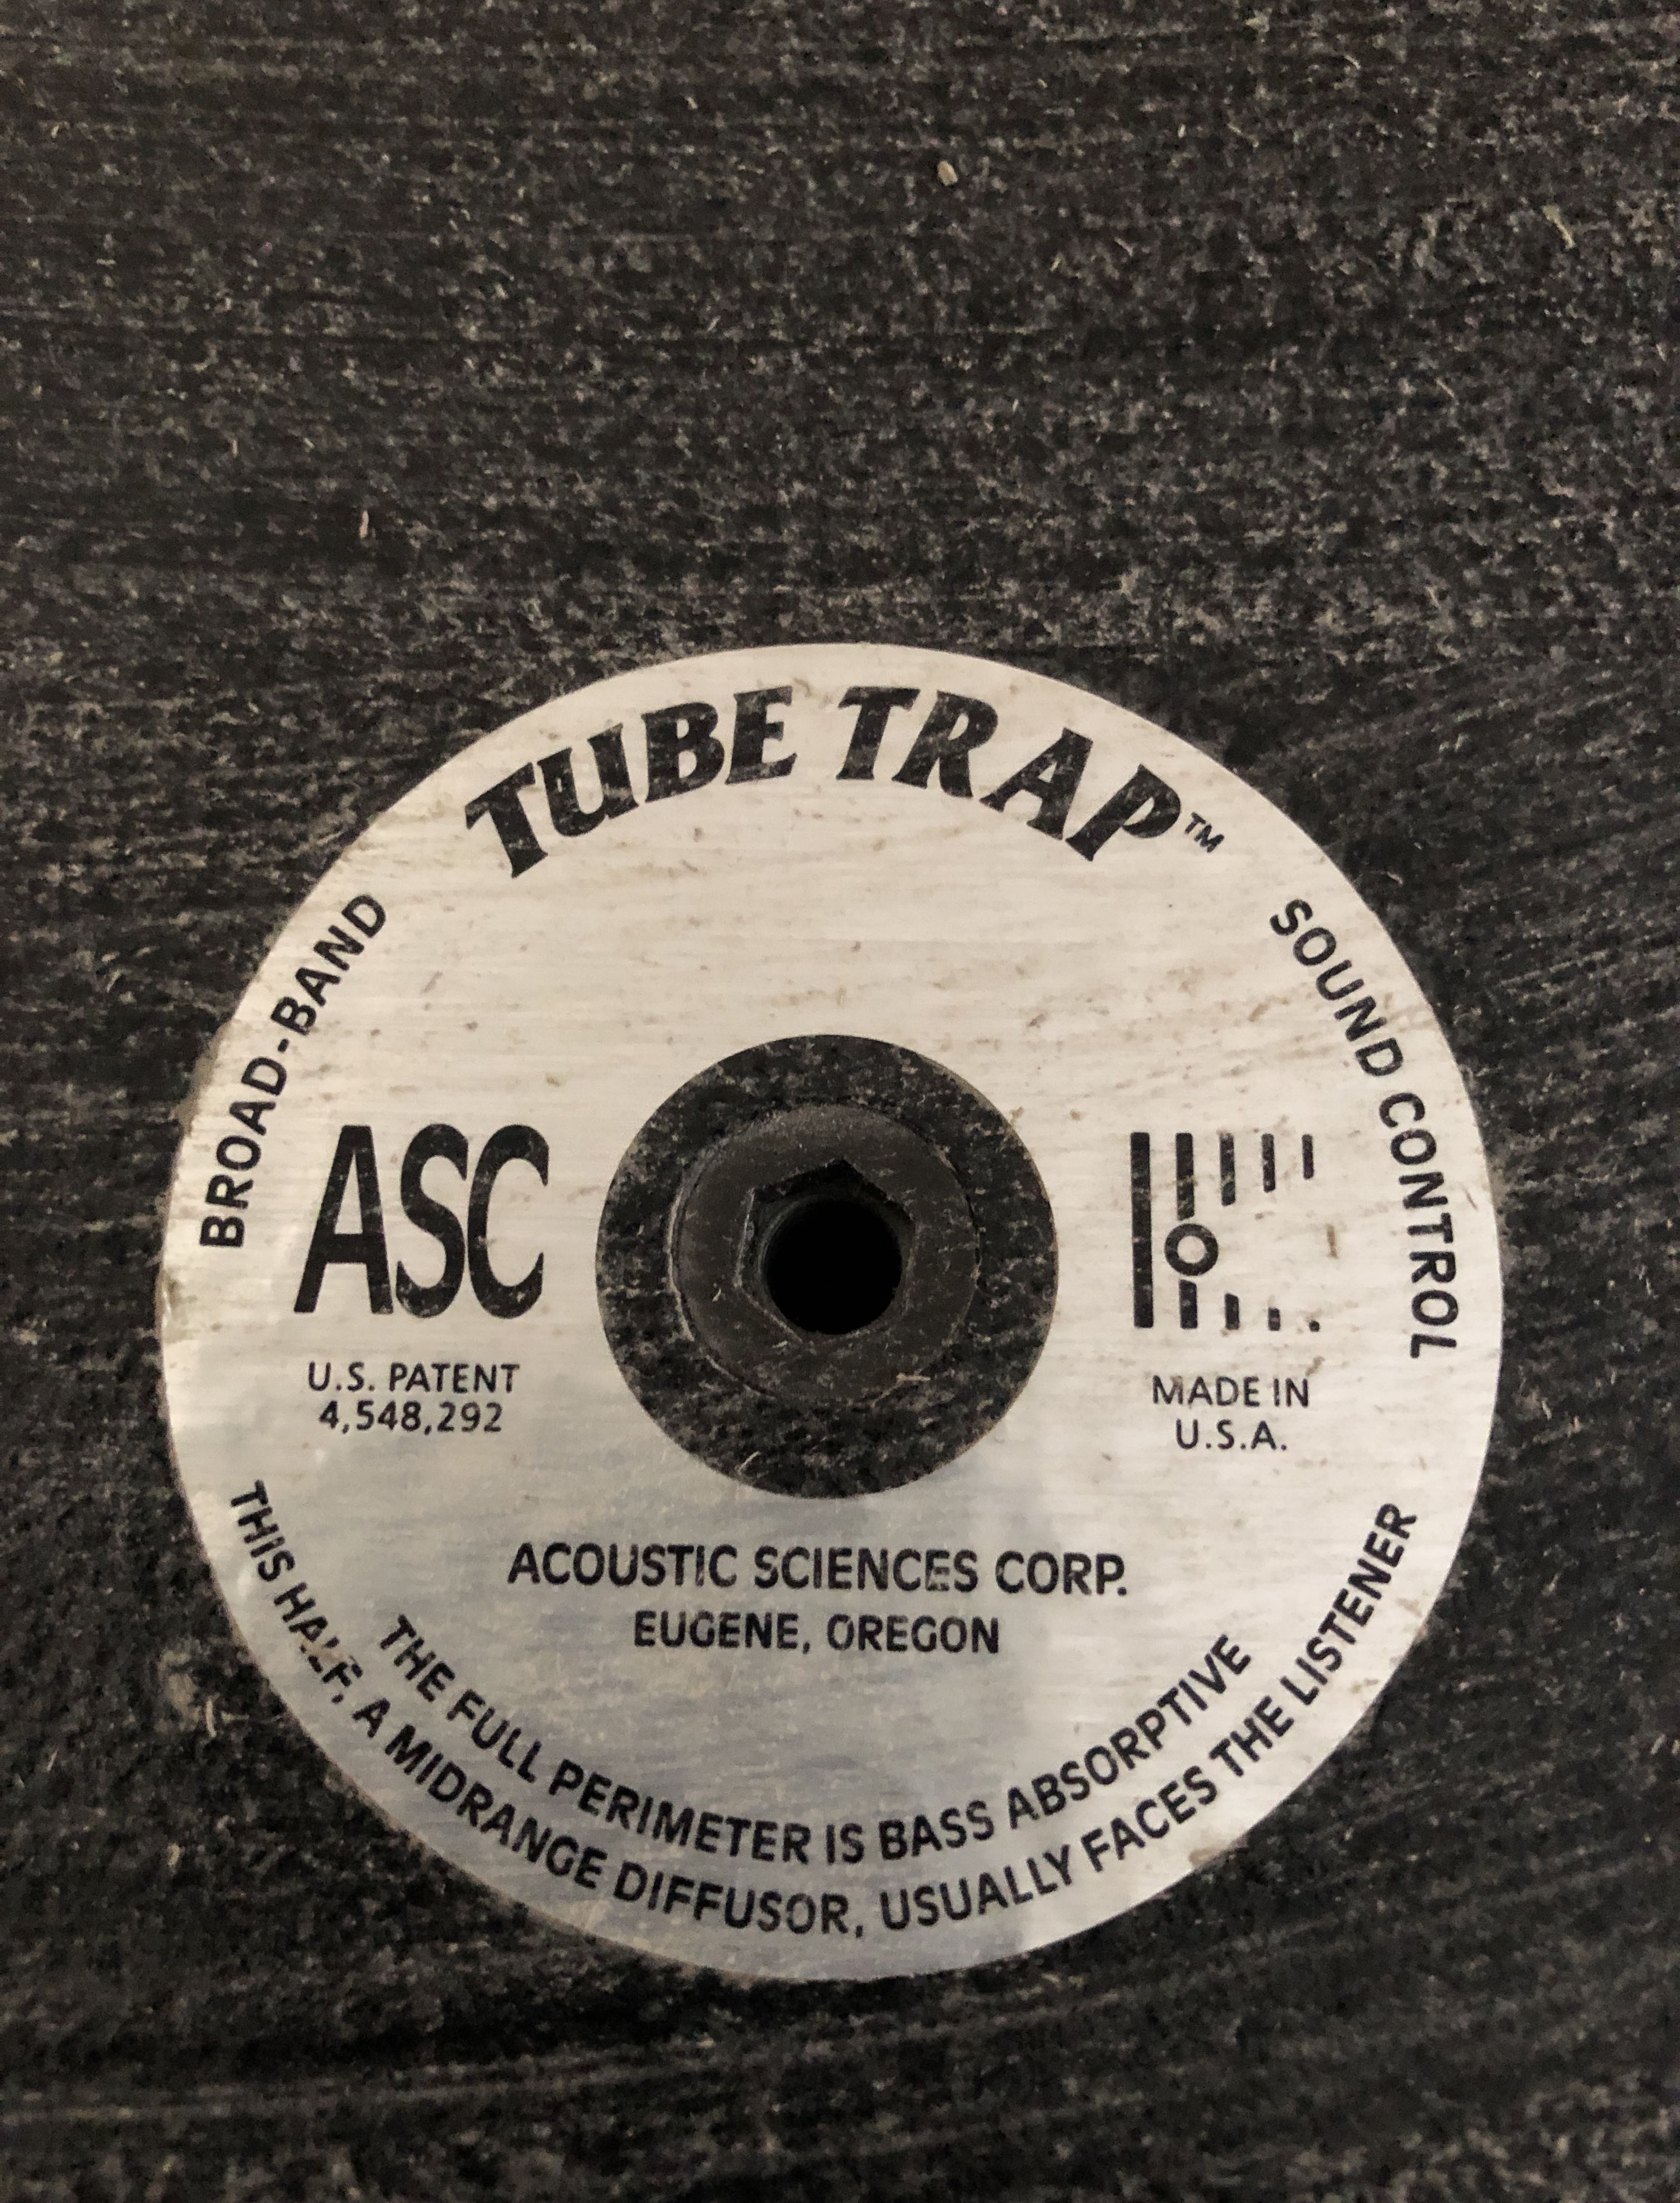 TUBE TRAP™
BROAD-BAND
SOUND CONTROL
ASC
U.S. PATENT
4,548,292
MADE IN
U.S.A.
ACOUSTIC SCIENCES CORP.
EUGENE, OREGON
THE FULL PERIMETER IS BASS ABSORPTIVE
THIS HALF, A MIDRANGE DIFFUSOR, USUALLY FACES THE LISTENER